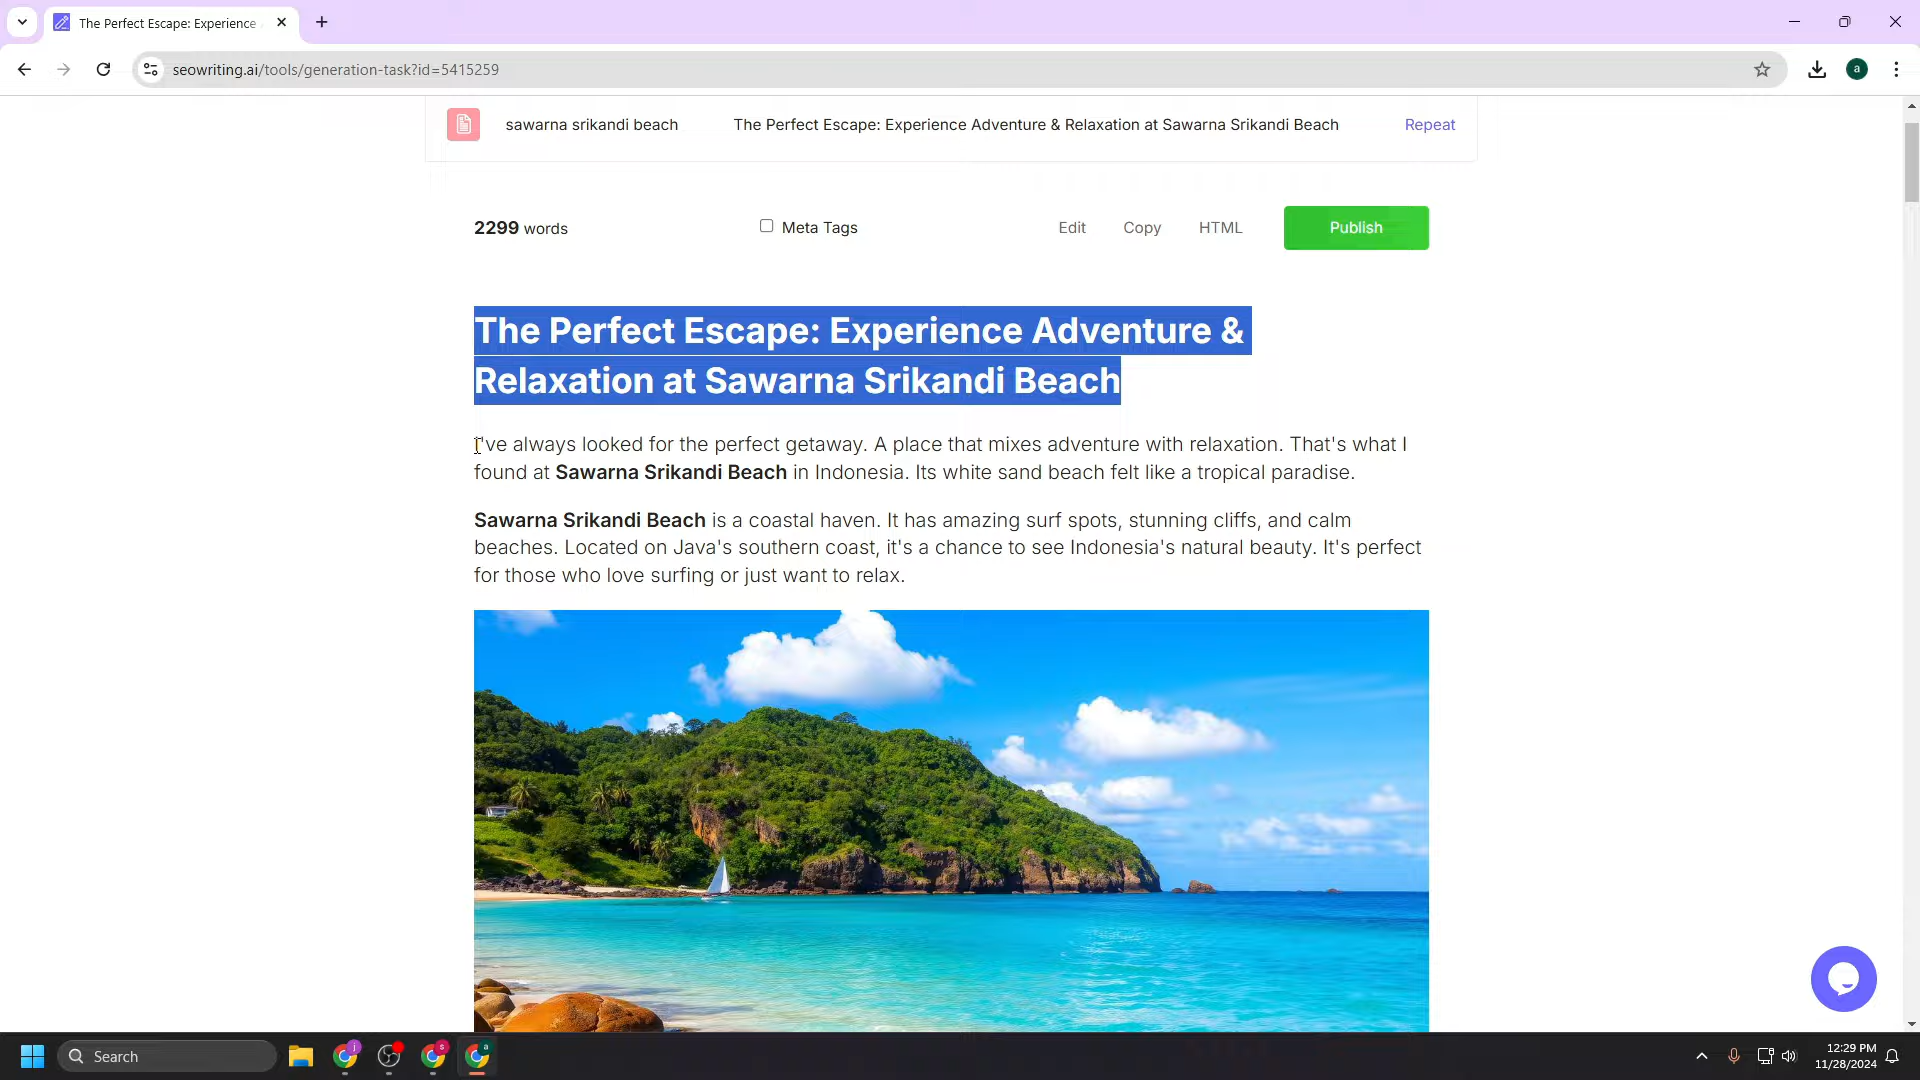 The Perfect Escape: Experience
seowriting.ai/tools/generation-task?id=5415259
a
sawarna srikandi beach
The Perfect Escape: Experience Adventure & Relaxation at Sawarna Srikandi Beach
Repeat
2299 words
Meta Tags
Edit
Copy
HTML
Publish
The Perfect Escape: Experience Adventure &
Relaxation at Sawarna Srikandi Beach
I've always looked for the perfect getaway. A place that mixes adventure with relaxation. That's what I
found at Sawarna Srikandi Beach in Indonesia. Its white sand beach felt like a tropical paradise.
Sawarna Srikandi Beach is a coastal haven. It has amazing surf spots, stunning cliffs, and calm
beaches. Located on Java's southern coast, it's a chance to see Indonesia's natural beauty. It's perfect
for those who love surfing or just want to relax.
Search
j
s
a
12:29 PM
11/28/2024